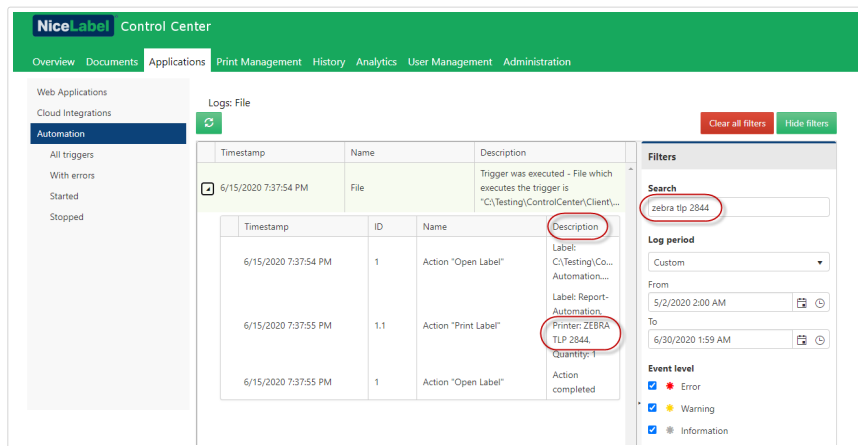 NiceLabel Control Center
Overview Documents Applications Print Management History Analytics User Management Administration
Web Applications
Cloud Integrations
Automation
All triggers
With errors
Started
Stopped
Logs: File
Clear all filters
Hide filters
Timestamp Name Description
6/15/2020 7:37:54 PM File
Trigger was executed - File which
executes the trigger is
"C:\Testing\ControlCenter\Client\...
Timestamp ID Name Description
6/15/2020 7:37:54 PM 1 Action "Open Label"
Label:
C:\Testing\Co...
Automation....
6/15/2020 7:37:55 PM 1.1 Action "Print Label"
Label: Report-
Automation,
Printer: ZEBRA
TLP 2844,
Quantity: 1
6/15/2020 7:37:55 PM 1 Action "Open Label"
Action
completed
Filters
Search
zebra tlp 2844
Log period
Custom
From
5/2/2020 2:00 AM
To
6/30/2020 1:59 AM
Event level
Error
Warning
Information